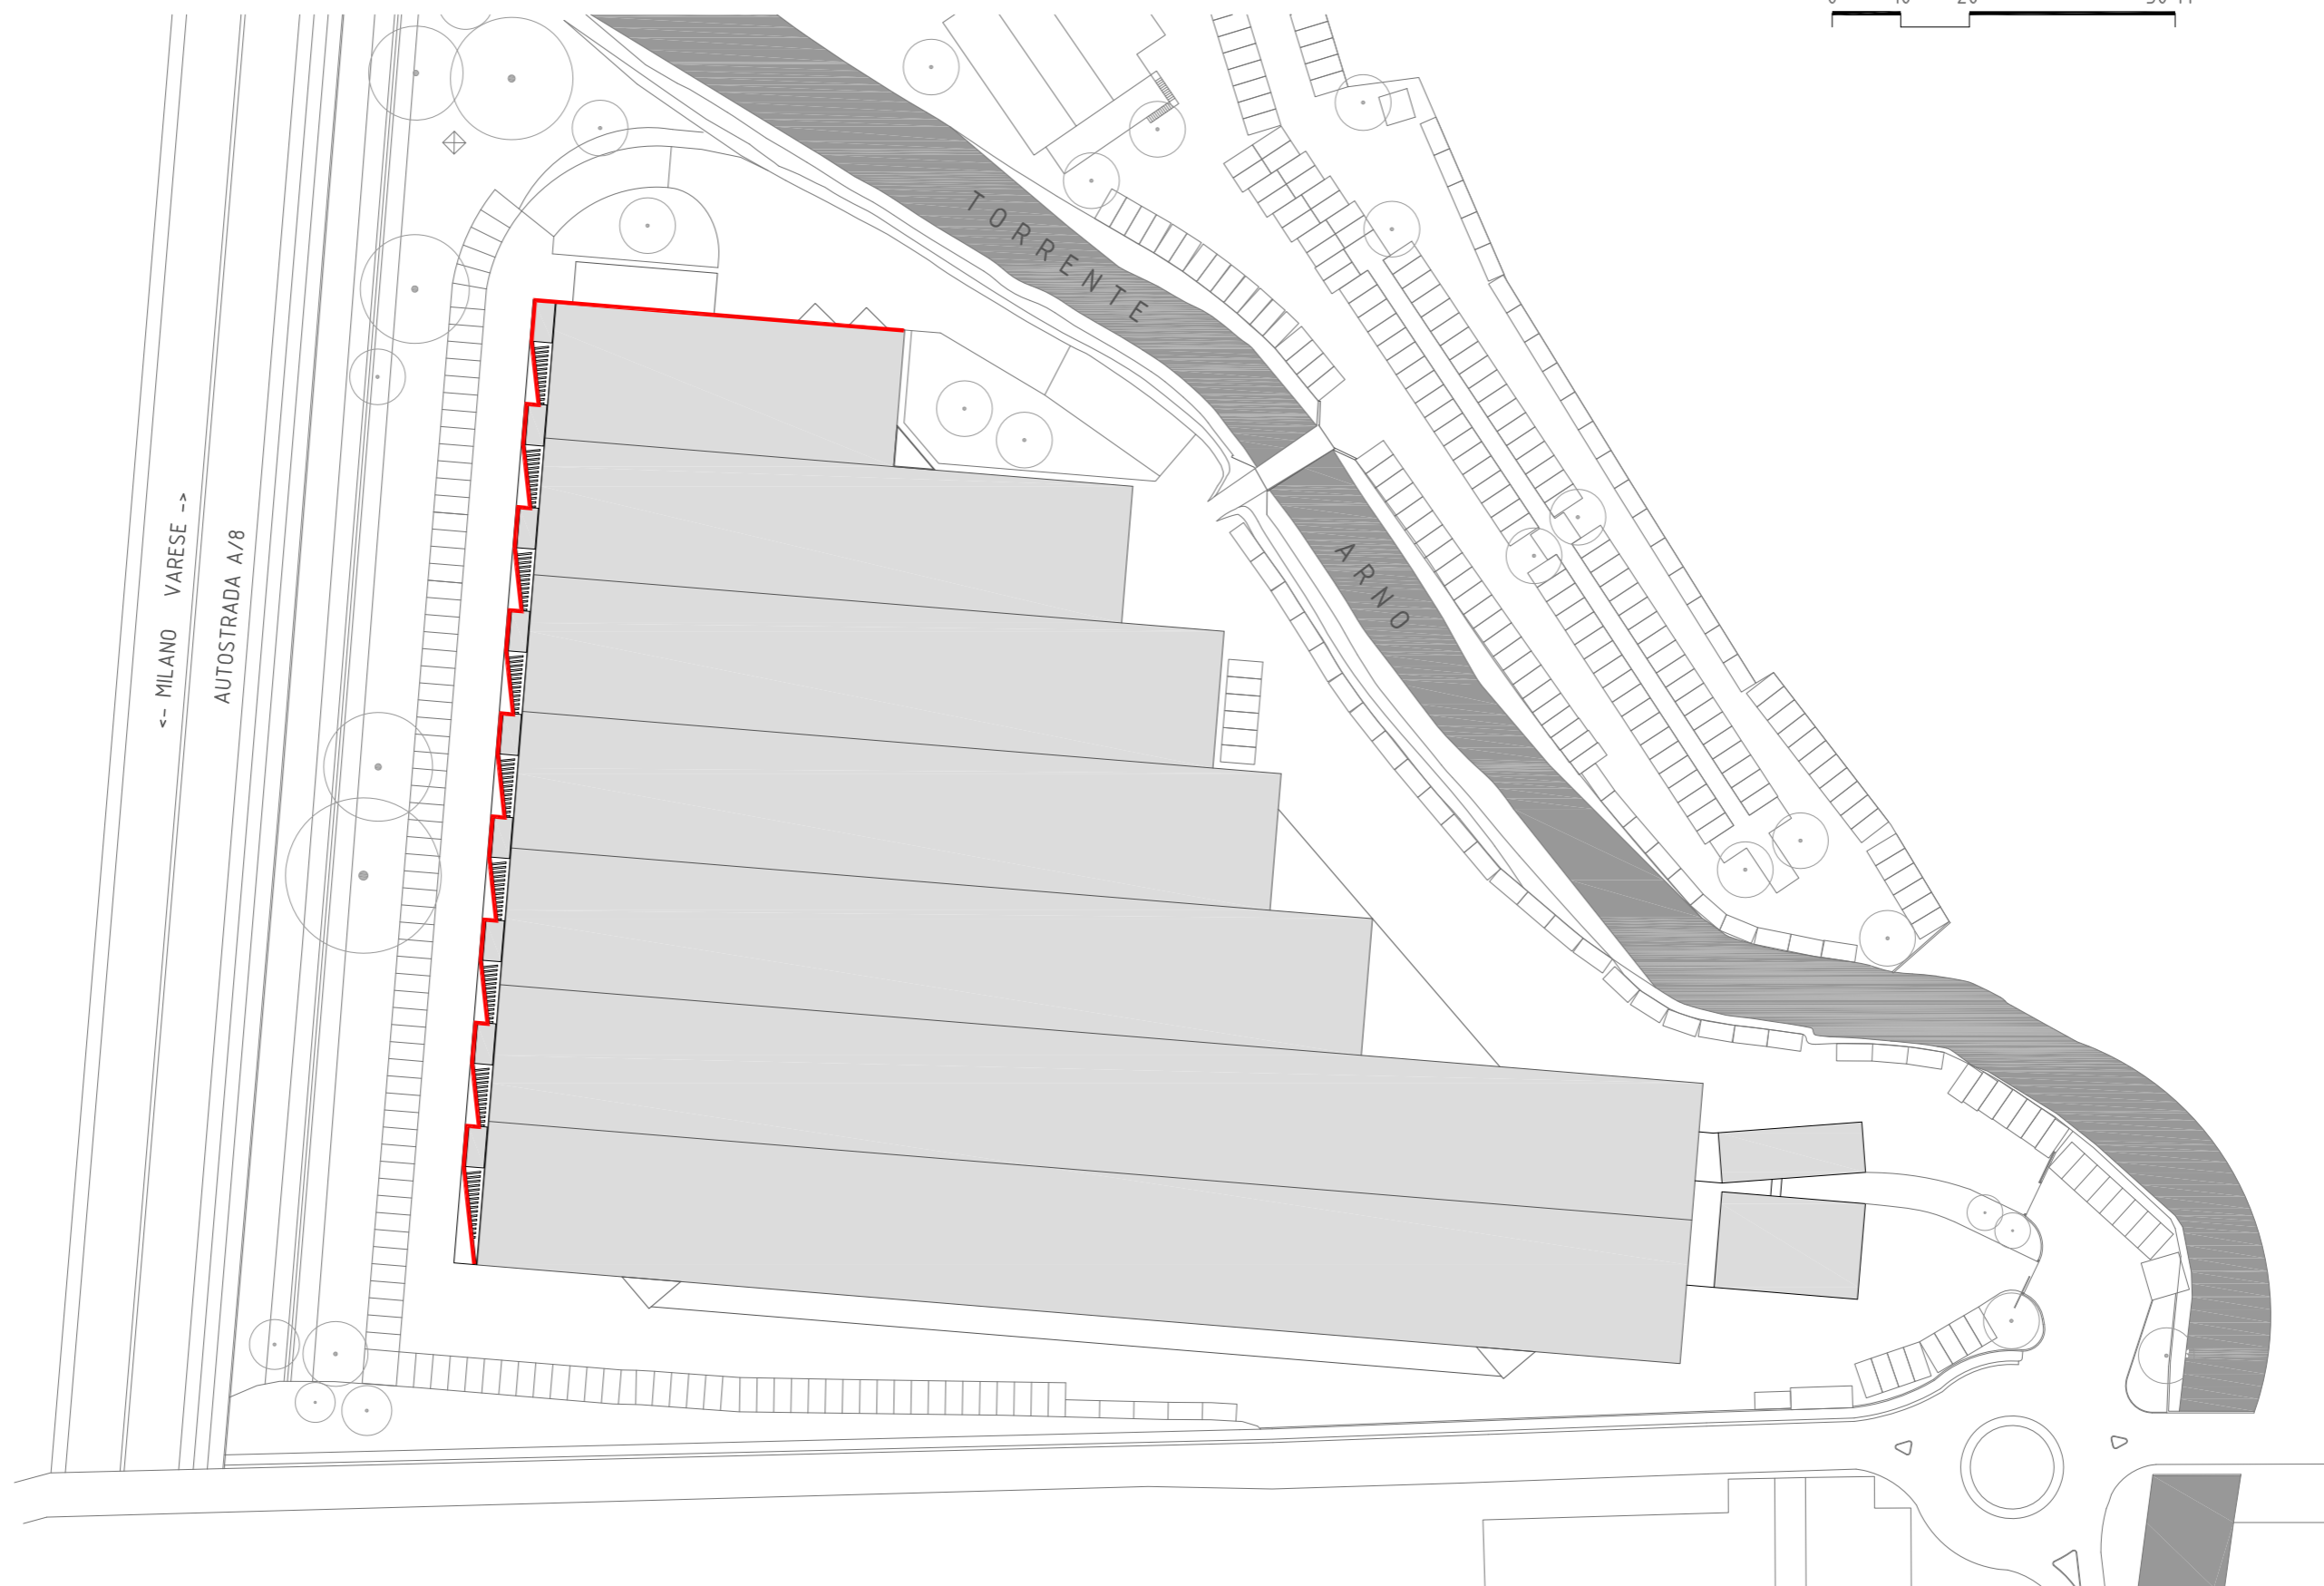 TORRENTE
ARNO
<- MILANO VARESE ->
AUTOSTRADA A/8